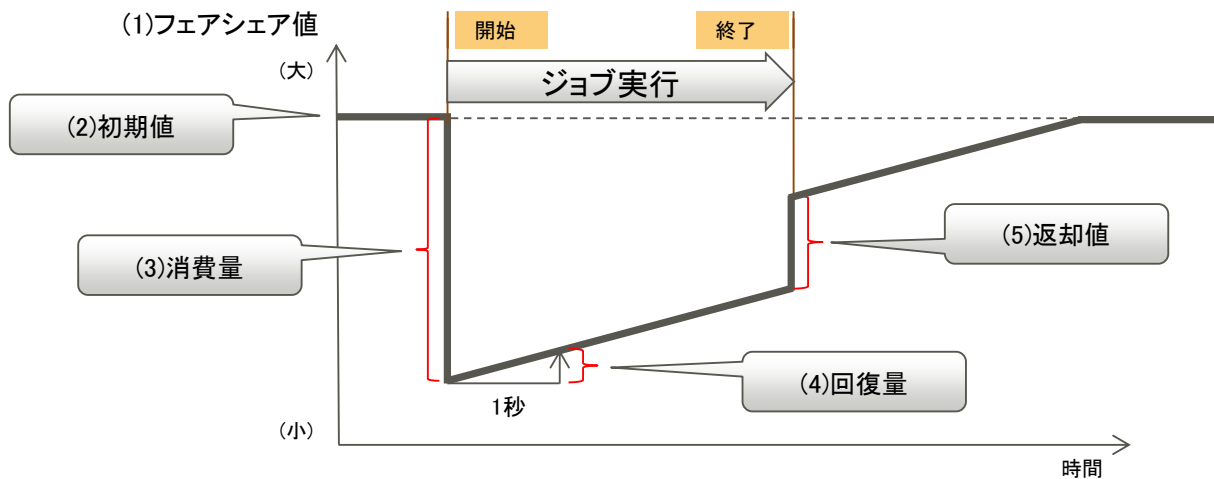 (1)フェアシェア値
開始
終了
(大)
ジョブ実行
(2)初期値
(3)消費量
(5)返却値
(4)回復量
1秒
(小)
時間